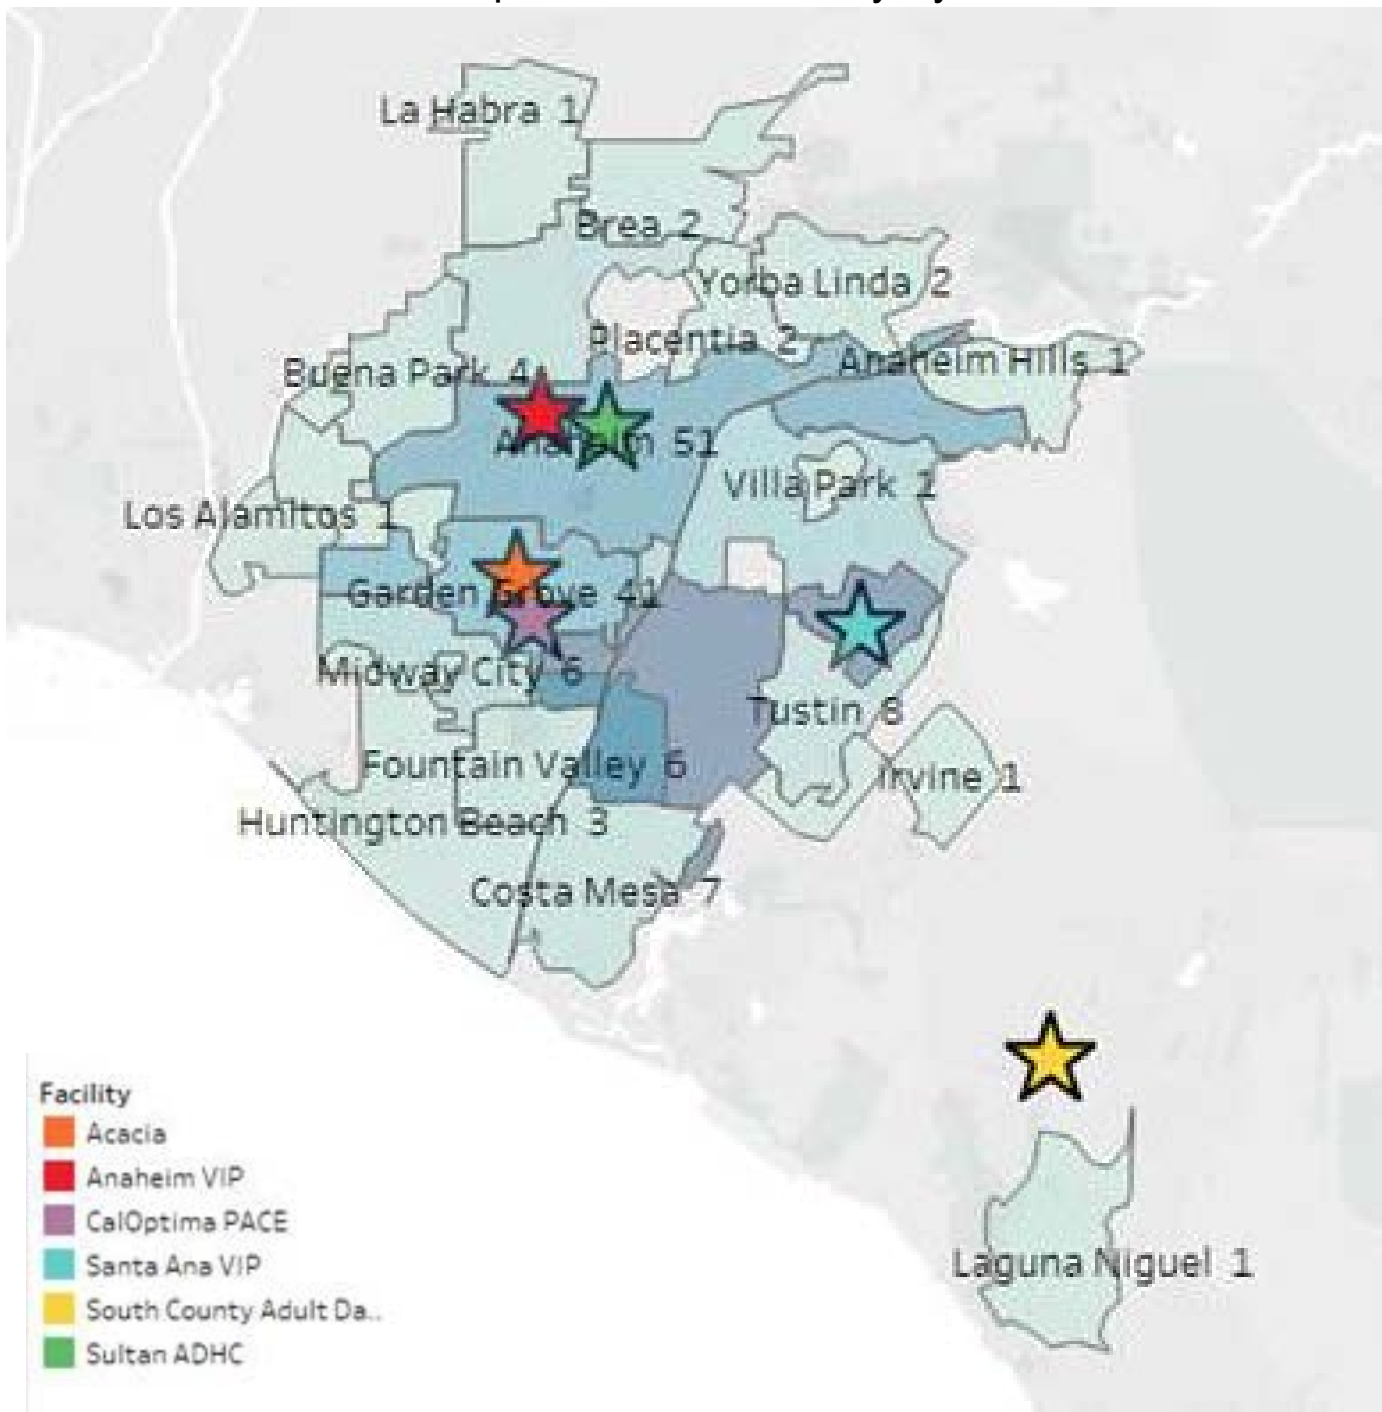 La Habra 1
Brea 2
Yorba Linda 2
Placentia 2
Anaheim Hills 1
Buena Park 4
Anaheim 51
Villa Park
Los Alamitos 1
Garden Grove 41
Midway City 6
Tustin
Fountain Valley 6
Irvine 1
Huntington Beach 3
Costa Mesa 7
Laguna Niguel 1
Facility
Acacia
Anaheim VIP
CalOptima PACE
Santa Ana VIP
South County Adult Da..
Sultan ADHC